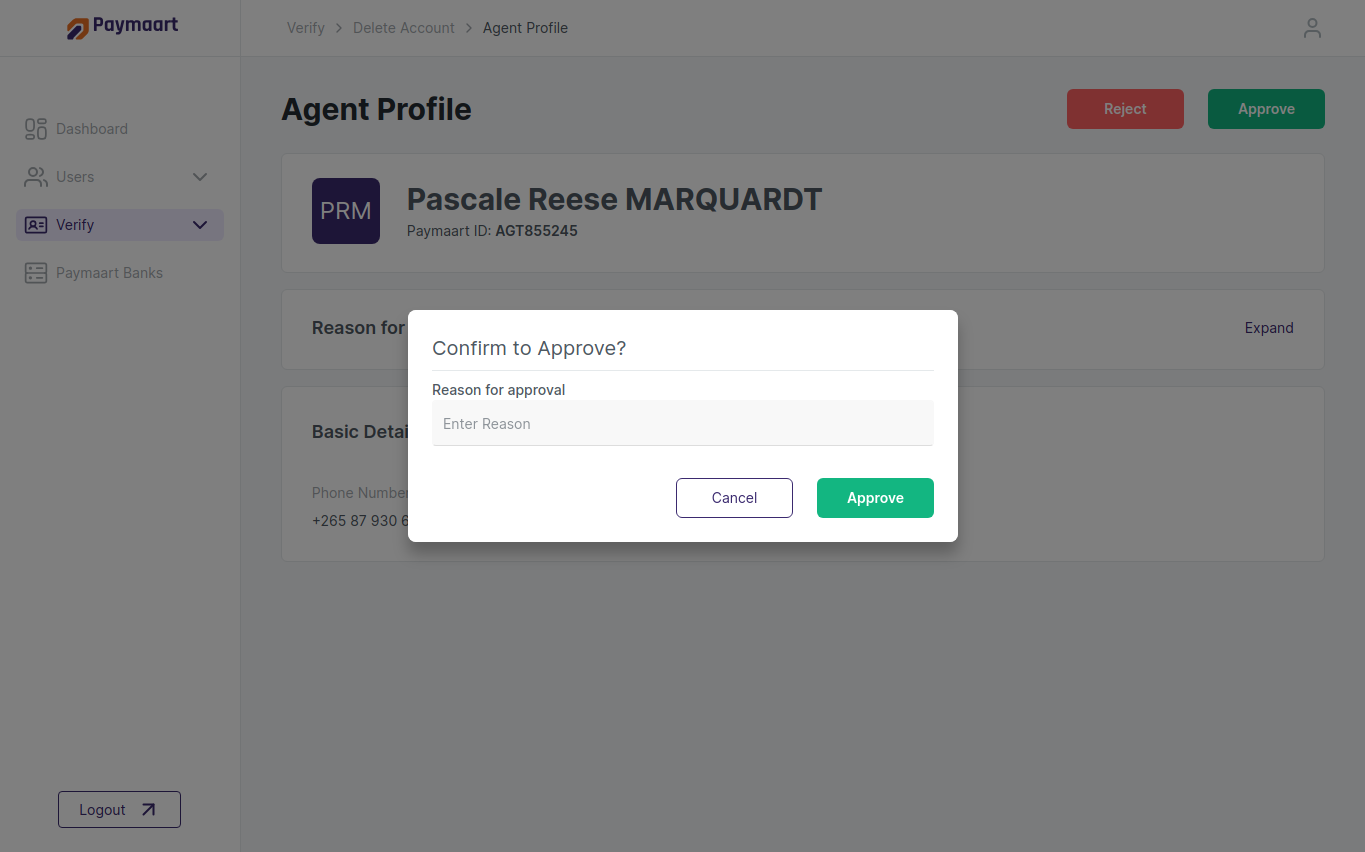 Paymaart
Verify > Delete Account > Agent Profile
Dashboard
Users
Verify
Paymaart Banks
Logout
Agent Profile
Reject
Approve
PRM
Pascale Reese MARQUARDT
Paymaart ID: AGT855245
Reason for
Expand
Basic Detai
Phone Number
+265 87 930 6
Confirm to Approve?
Reason for approval
Enter Reason
Cancel
Approve